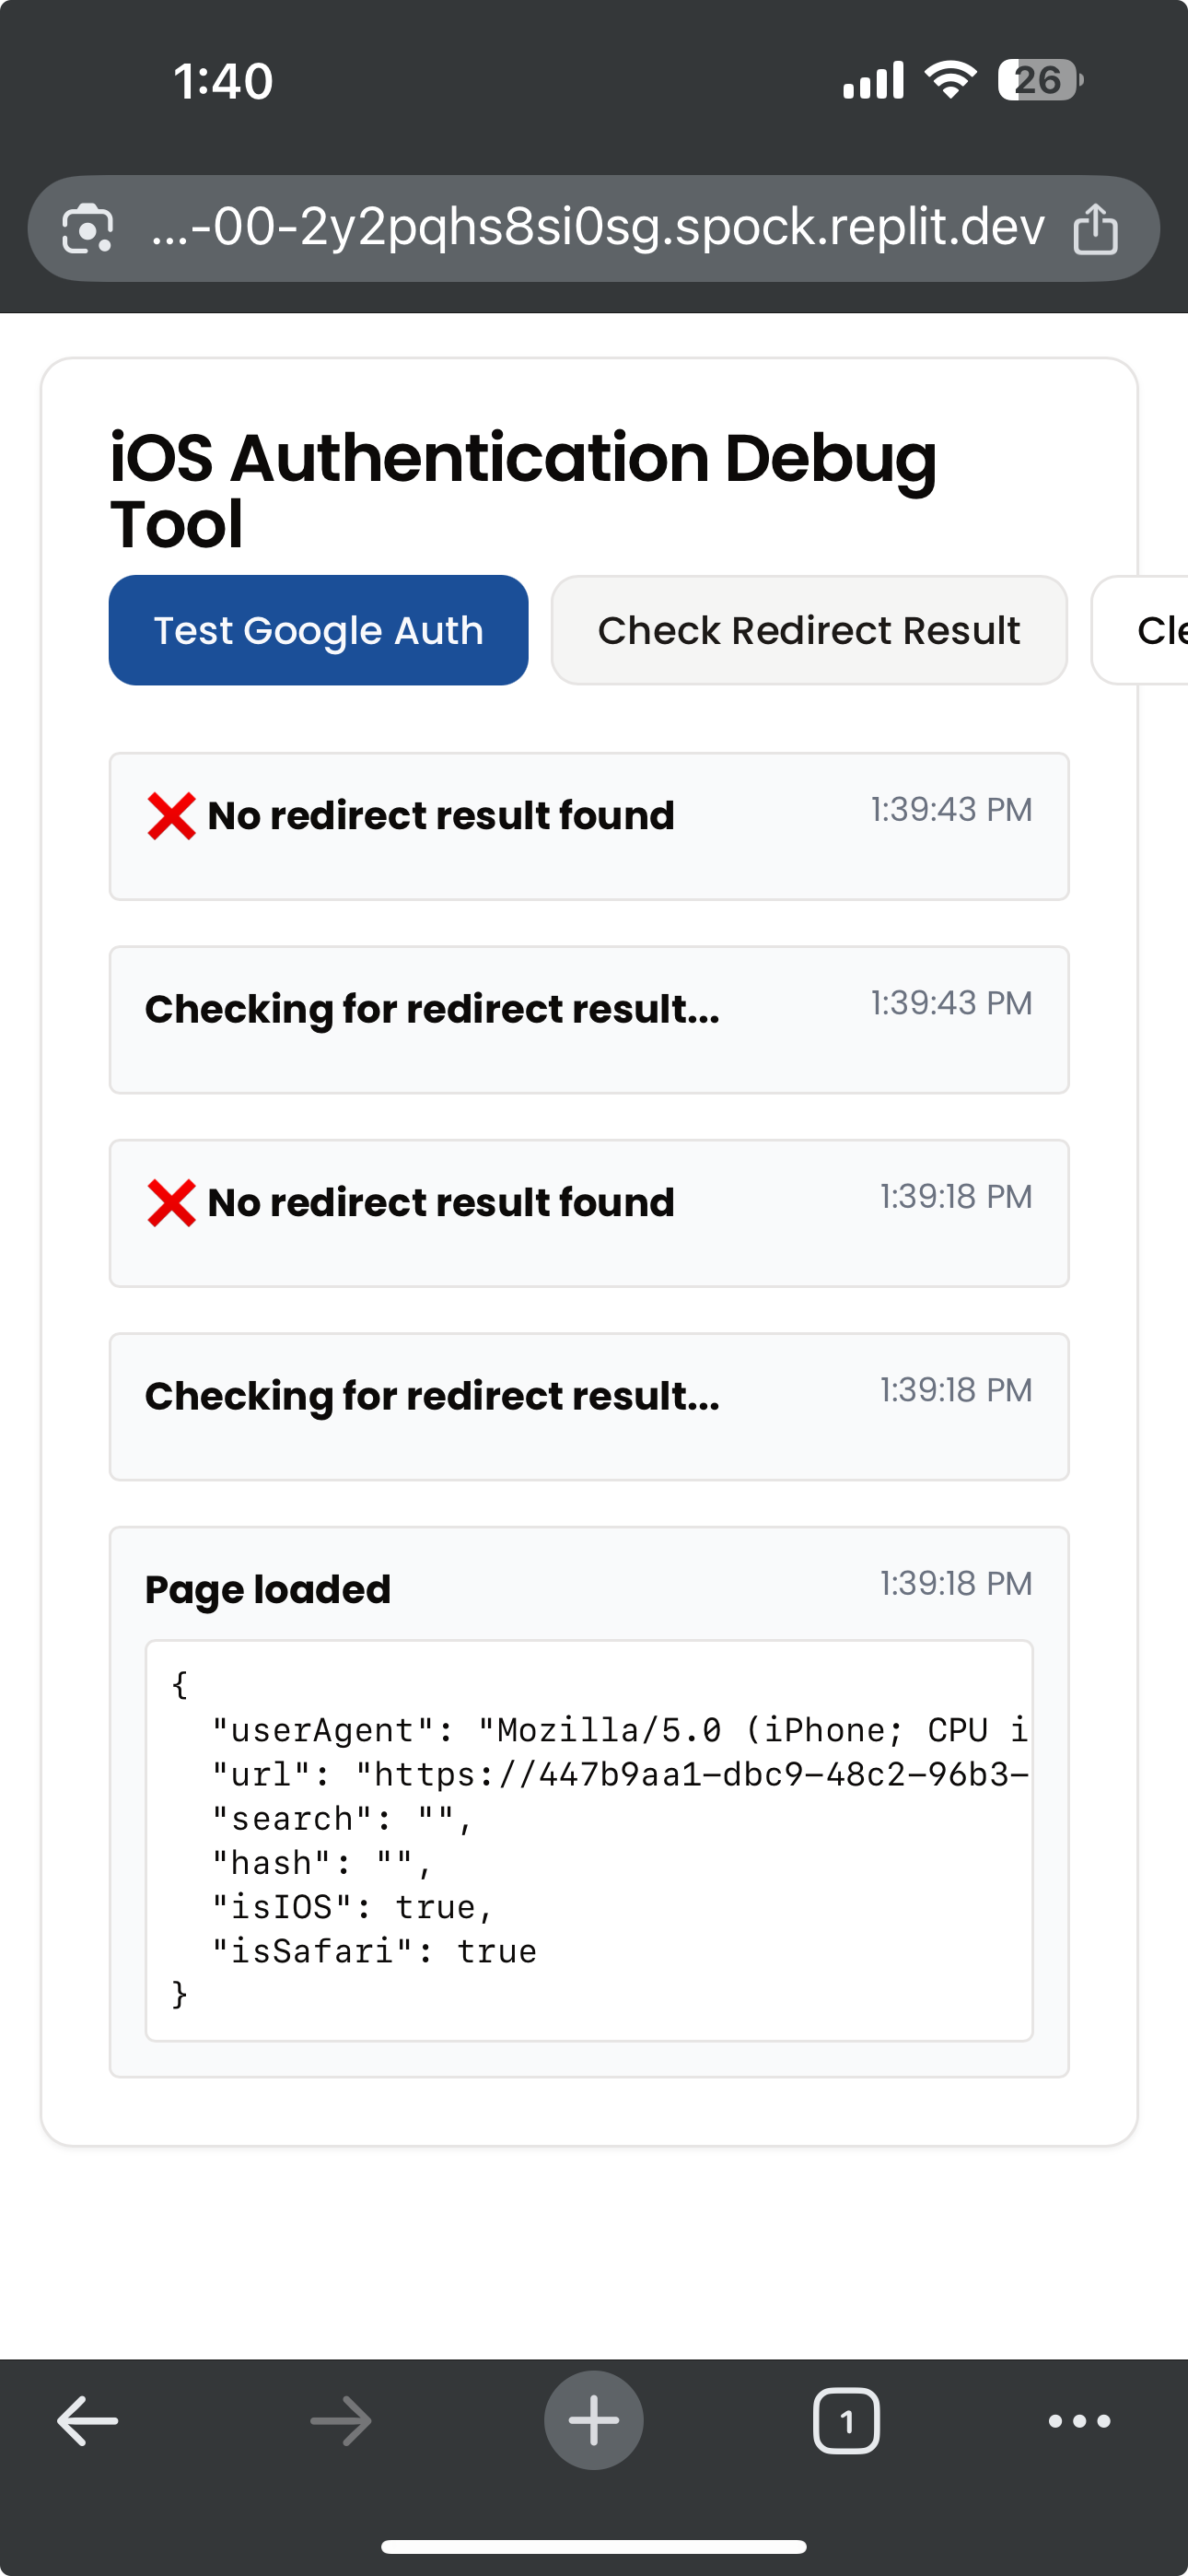 1:40
26
...-00-2y2pqhs8si0sg.spock.replit.dev
iOS Authentication Debug
Tool
Test Google Auth
Check Redirect Result
Cle
❌ No redirect result found
1:39:43 PM
Checking for redirect result...
1:39:43 PM
❌ No redirect result found
1:39:18 PM
Checking for redirect result...
1:39:18 PM
Page loaded
1:39:18 PM
{
"userAgent": "Mozilla/5.0 (iPhone; CPU i
"url": "https://447b9aa1-dbc9-48c2-96b3-
"search": "",
"hash": "",
"isIOS": true,
"isSafari": true
}
1